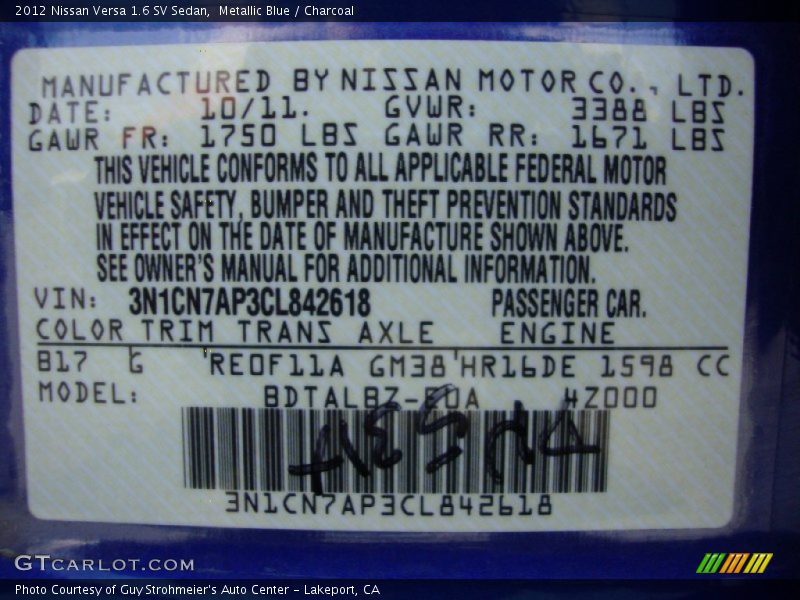 2012 Nissan Versa 1.6 SV Sedan, Metallic Blue / Charcoal
MANUFACTURED BY NISSAN MOTOR CO., LTD.
DATE: 10/11. GVWR: 3388 LBS
GAWR FR: 1750 LBS GAWR RR: 1671 LBS
THIS VEHICLE CONFORMS TO ALL APPLICABLE FEDERAL MOTOR
VEHICLE SAFETY, BUMPER AND THEFT PREVENTION STANDARDS
IN EFFECT ON THE DATE OF MANUFACTURE SHOWN ABOVE.
SEE OWNER'S MANUAL FOR ADDITIONAL INFORMATION.
VIN: 3N1CN7AP3CL842618 PASSENGER CAR.
COLOR TRIM TRANS AXLE ENGINE
B17 G RE0F11A GM38 HR16DE 1598 CC
MODEL: 4Z000
3N1CN7AP3CL842618
GTCARLOT.COM
Photo Courtesy of Guy Strohmeier's Auto Center - Lakeport, CA